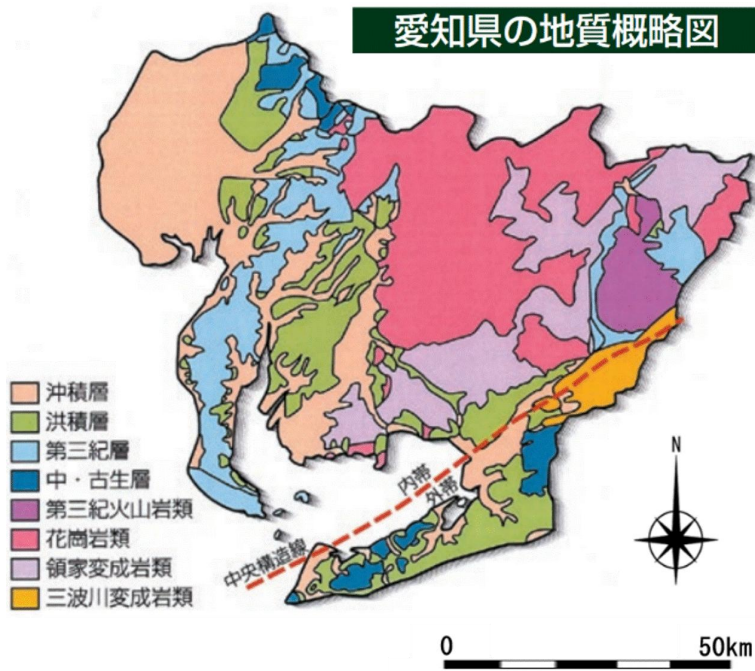 愛知県の地質概略図
沖積層
洪積層
第三紀層
中・古生層
第三紀火山岩類
花崗岩類
領家変成岩類
三波川変成岩類
内帯
外帯
中央構造線
N
0 50km